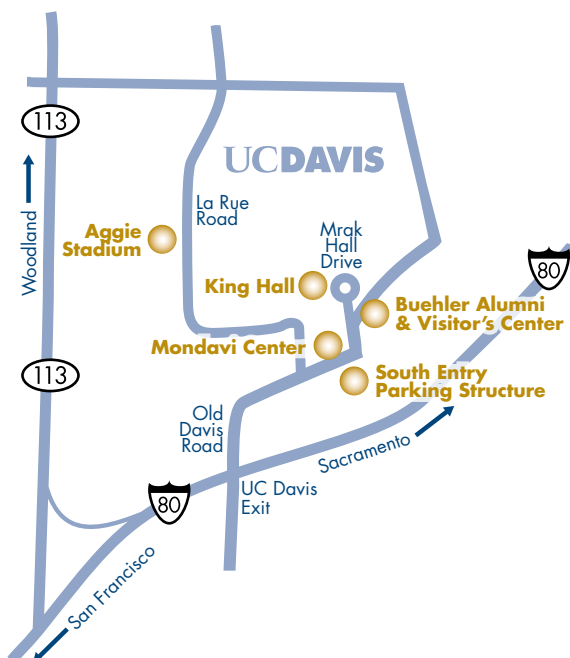 113
UCDAVIS
La Rue
Road
Woodland
Aggie
Stadium
Mrak
Hall
Drive
80
King Hall
Buehler Alumni
& Visitor's Center
Mondavi Center
113
South Entry
Parking Structure
Old
Davis
Road
Sacramento
UC Davis
Exit
80
San Francisco